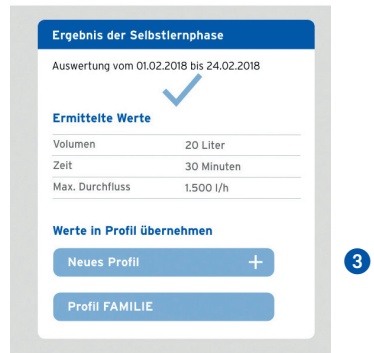 Ergebnis der Selbstlernphase
Auswertung vom 01.02.2018 bis 24.02.2018
Ermittelte Werte
Volumen 20 Liter
Zeit 30 Minuten
Max. Durchfluss 1.500 l/h
Werte in Profil übernehmen
Neues Profil +
3
Profil FAMILIE